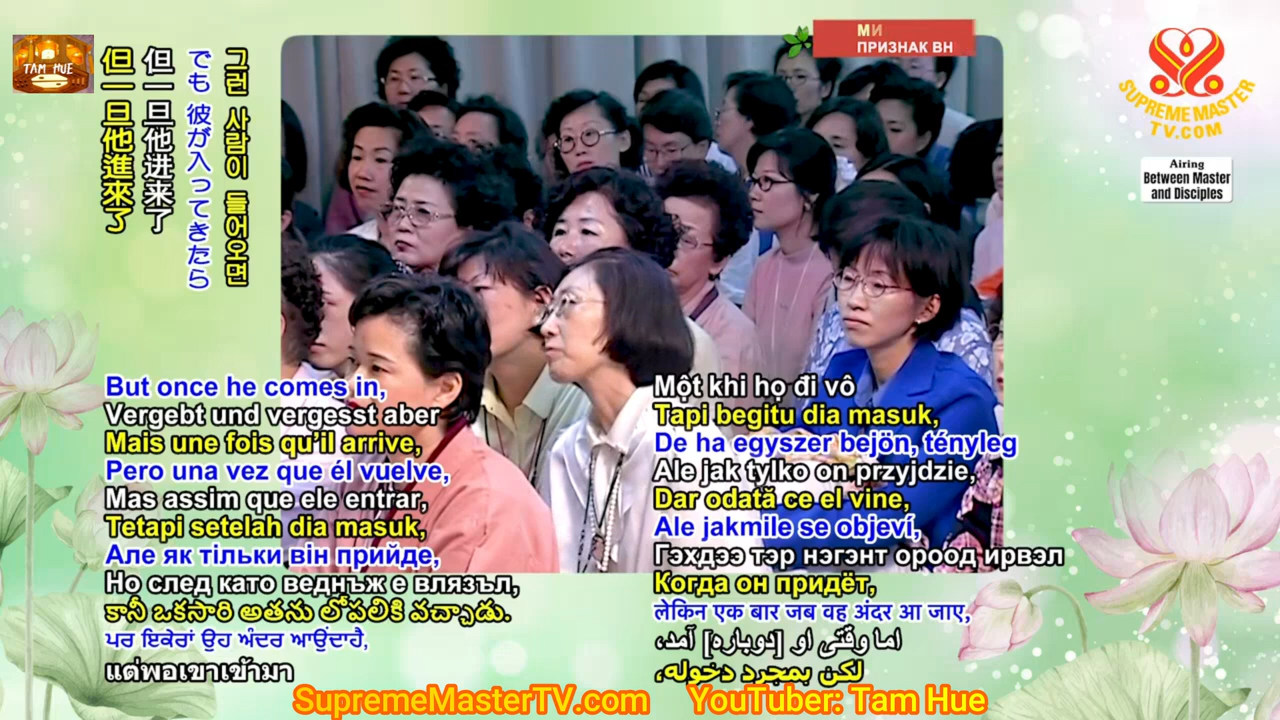 TAM HUE
但一旦他進來了
但一旦他进来了
でも 彼が入ってきたら
그런 사람이 들어오면
МИ
ПРИЗНАК ВН
SUPREME MASTER
TV.COM
Airing
Between Master
and Disciples
But once he comes in,
Vergebt und vergesst aber
Mais une fois qu’il arrive,
Pero una vez que él vuelve,
Mas assim que ele entrar,
Tetapi setelah dia masuk,
Але як тільки він прийде,
Но след като веднъж е влязъл,
కానీ ఒకసారి అతను లోపలికి వచ్చాడు.
ਪਰ ਇਕੇਰਾਂ ਉਹ ਅੰਦਰ ਆਉਂਦਾਹੈ,
แต่พอเขาเข้ามา
Một khi họ đi vô
Tapi begitu dia masuk,
De ha egyszer bejön, tényleg
Ale jak tylko on przyjdzie,
Dar odată ce el vine,
Ale jakmile se objeví,
Гэхдээ тэр нэгэнт ороод ирвэл
Когда он придёт,
लेकिन एक बार जब वह अंदर आ जाए,
اما وقتی او [دوباره] آمد،
لكن بمجرد دخوله،
SupremeMasterTV.com YouTuber: Tam Hue